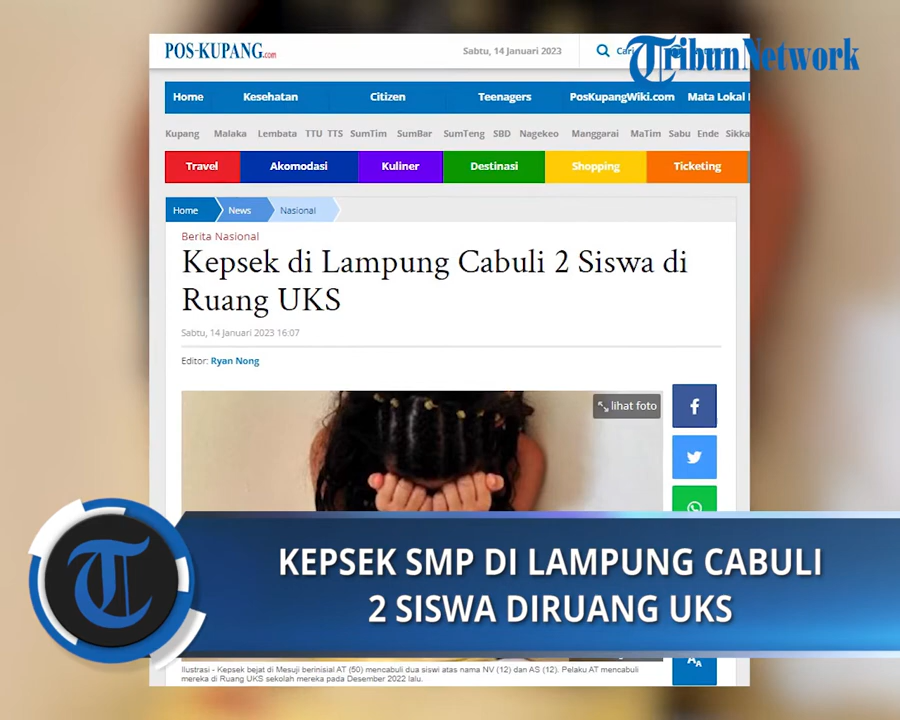 POS-KUPANG.com
Sabtu, 14 Januari 2023
Cari
TribunNetwork
Home Kesehatan Citizen Teenagers PosKupangWiki.com Mata Lokal
Kupang Malaka Lembata TTU TTS SumTim SumBar SumTeng SBD Nagekeo Manggarai MaTim Sabu Ende Sikka
Travel Akomodasi Kuliner Destinasi Shopping Ticketing
Home News Nasional
Berita Nasional
Kepsek di Lampung Cabuli 2 Siswa di
Ruang UKS
Sabtu, 14 Januari 2023 16:07
Editor: Ryan Nong
lihat foto
KEPSEK SMP DI LAMPUNG CABULI
2 SISWA DIRUANG UKS
Ilustrasi - Kepsek bejat di Mesuji berinisial AT (50) mencabuli dua siswi atas nama NV (12) dan AS (12). Pelaku AT mencabuli
mereka di Ruang UKS sekolah mereka pada Desember 2022 lalu.
AA